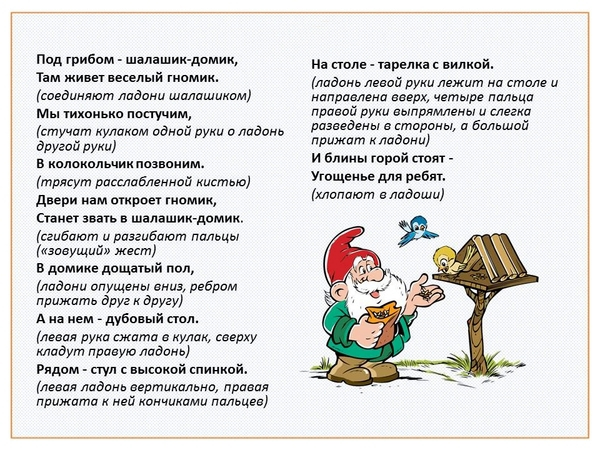 Под грибом - шалашик-домик,
Там живет веселый гномик.
(соединяют ладони шалашиком)
Мы тихонько постучим,
(стучат кулаком одной руки о ладонь
другой руки)
В колокольчик позвоним.
(трясут расслабленной кистью)
Двери нам откроет гномик,
Станет звать в шалашик-домик.
(сгибают и разгибают пальцы
(«зовущий» жест)
В домике дощатый пол,
(ладони опущены вниз, ребром
прижать друг к другу)
А на нем - дубовый стол.
(левая рука сжата в кулак, сверху
кладут правую ладонь)
Рядом - стул с высокой спинкой.
(левая ладонь вертикально, правая
прижата к ней кончиками пальцев)
На столе - тарелка с вилкой.
(ладонь левой руки лежит на столе и
направлена вверх, четыре пальца
правой руки выпрямлены и слегка
разведены в стороны, а большой
прижат к ладони)
И блины горой стоят -
Угощенье для ребят.
(хлопают в ладоши)